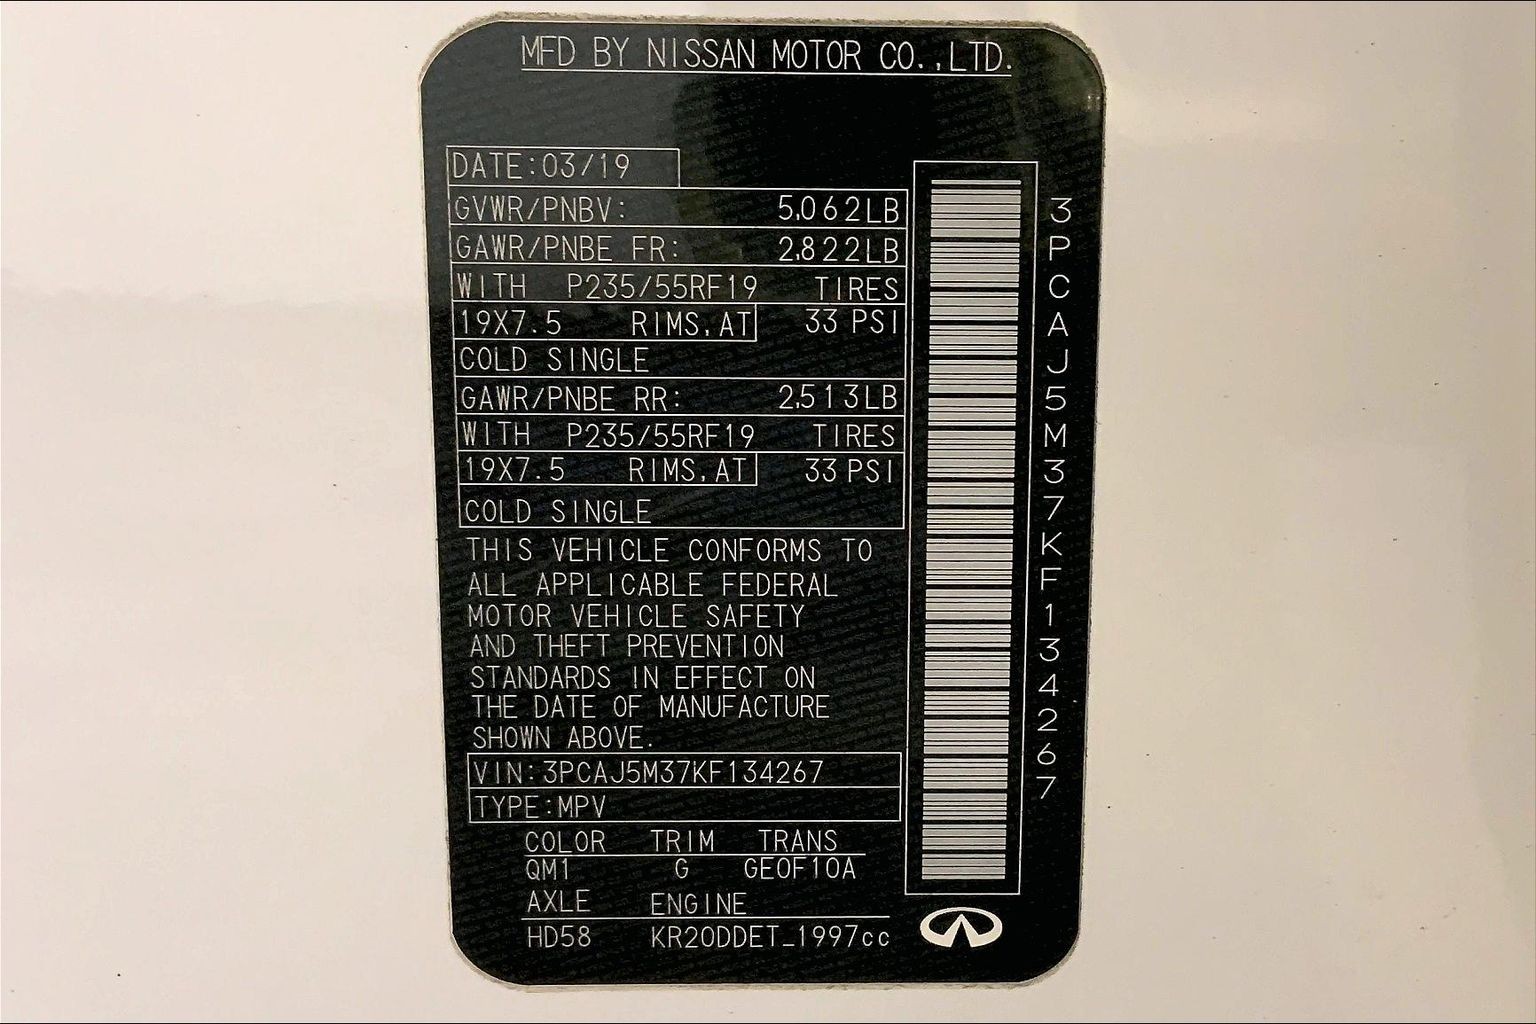 MFD BY NISSAN MOTOR CO.,LTD.
DATE:03/19
GVWR/PNBV: 5,062LB
GAWR/PNBE FR: 2,822LB
WITH P235/55RF19 TIRES
19X7.5 RIMS,AT 33 PSI
COLD SINGLE
GAWR/PNBE RR: 2,513LB
WITH P235/55RF19 TIRES
19X7.5 RIMS,AT 33 PSI
COLD SINGLE
THIS VEHICLE CONFORMS TO
ALL APPLICABLE FEDERAL
MOTOR VEHICLE SAFETY
AND THEFT PREVENTION
STANDARDS IN EFFECT ON
THE DATE OF MANUFACTURE
SHOWN ABOVE.
VIN:3PCAJ5M37KF134267
TYPE:MPV
COLOR TRIM TRANS
QM1 G GE0F10A
AXLE ENGINE
HD58 KR20DDET_1997cc
3PCAJ5M37KF134267